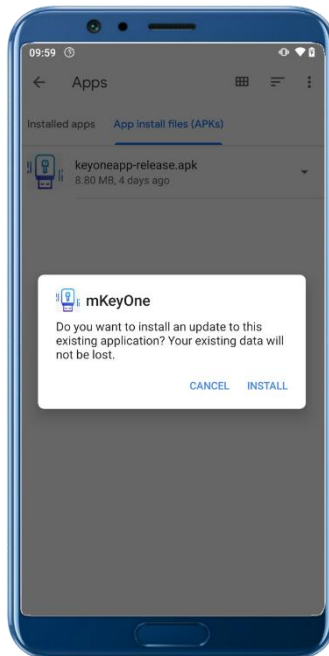 09:59
Apps
Installed apps App install files (APKs)
keyoneapp-release.apk
8.80 MB, 4 days ago
mKeyOne
Do you want to install an update to this
existing application? Your existing data will
not be lost.
CANCEL INSTALL